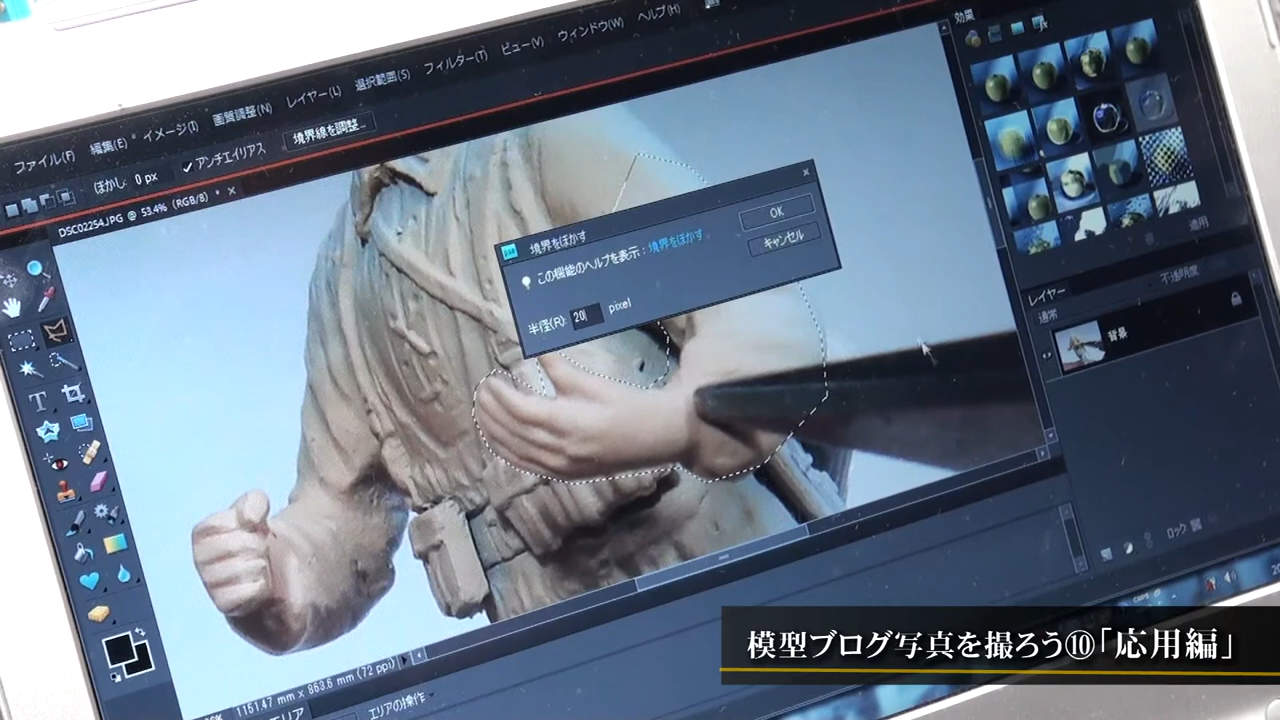 ファイル(F) 編集(E) イメージ(I) 画質調整(N) レイヤー(L) 選択範囲(S) フィルター(T) ビュー(V) ウィンドウ(W) ヘルプ(H)
ぼかし: 0 px アンチエイリアス 境界線を調整...
DSC02254.JPG @ 53.4% (RGB/8) * ×
効果
適用
境界をぼかす
この機能のヘルプを表示 : 境界をぼかす
半径(R): 20 pixel
OK
キャンセル
レイヤー
通常 不透明度
背景
ロック
1151.47 mm x 863.6 mm (72 ppi)
エリアの操作
模型ブログ写真を撮ろう⑩「応用編」